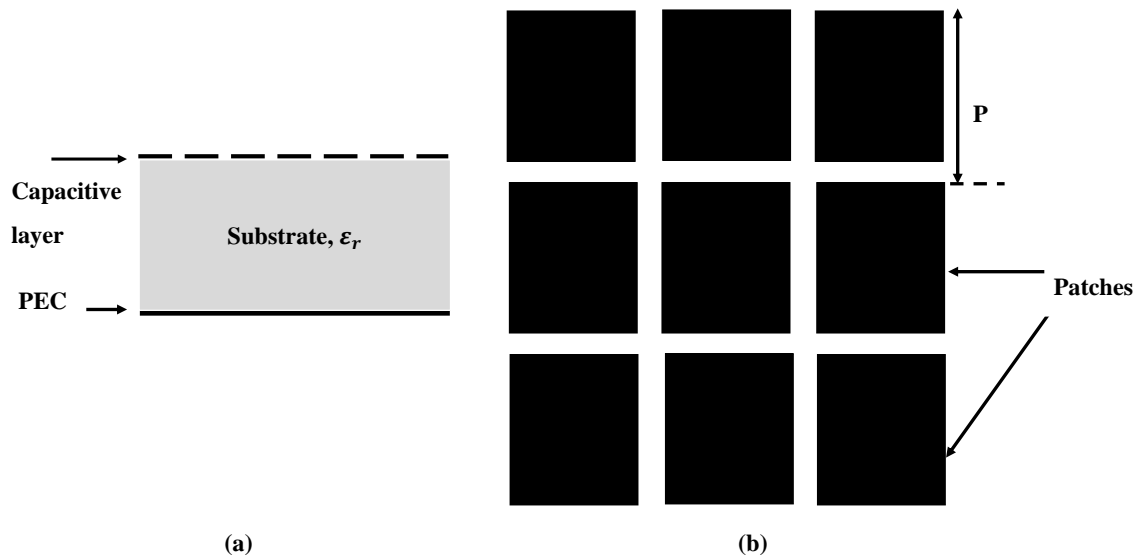 Capacitive
layer
PEC
Substrate, εᵣ
(a)
P
Patches
(b)